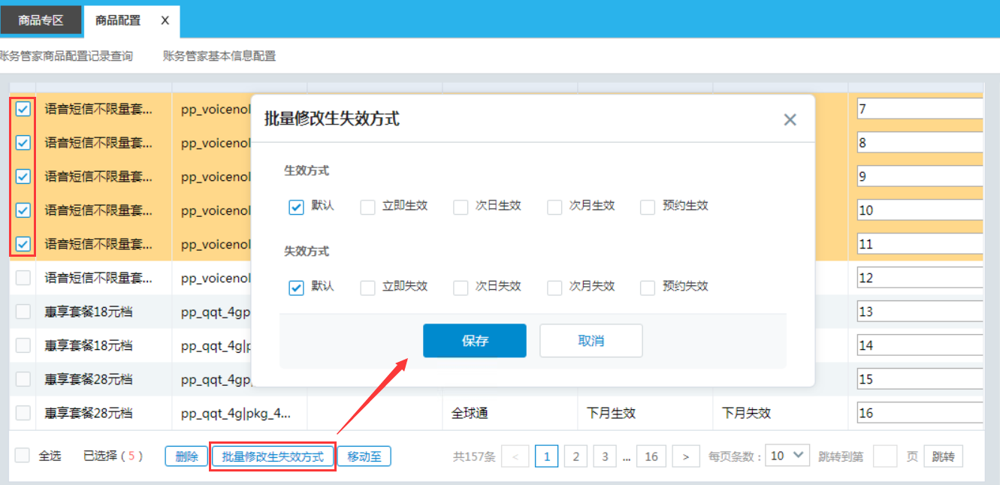 商品专区 商品配置 X
账务管家商品配置记录查询 账务管家基本信息配置
语音短信不限量套... pp_voicenol 7
批量修改生失效方式
语音短信不限量套... pp_voicenol 8
语音短信不限量套... pp_voicenol 9
生效方式
默认 立即生效 次日生效 次月生效 预约生效
语音短信不限量套... pp_voicenol 10
语音短信不限量套... pp_voicenol 11
失效方式
语音短信不限量套... pp_voicenol 12
默认 立即失效 次日失效 次月失效 预约失效
惠享套餐18元档 pp_qqt_4gp 13
惠享套餐18元档 pp_qqt_4g|p 14
保存 取消
惠享套餐28元档 pp_qqt_4gp 15
惠享套餐28元档 pp_qqt_4g|pkg_4... 全球通 下月生效 下月失效 16
全选 已选择 ( 5 ) 删除 批量修改生失效方式 移动至 共157条 < 1 2 3 ... 16 > 每页条数 : 10 跳转到第 页 跳转